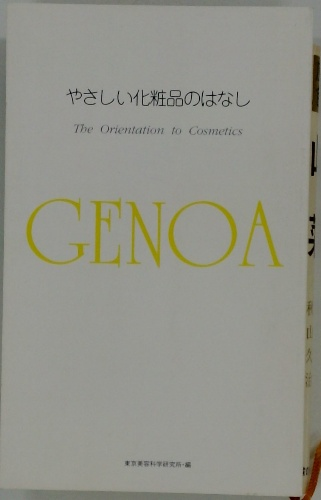 やさしい化粧品のはなし
The Orientation to Cosmetics
GENOA
東京美容科学研究所・編